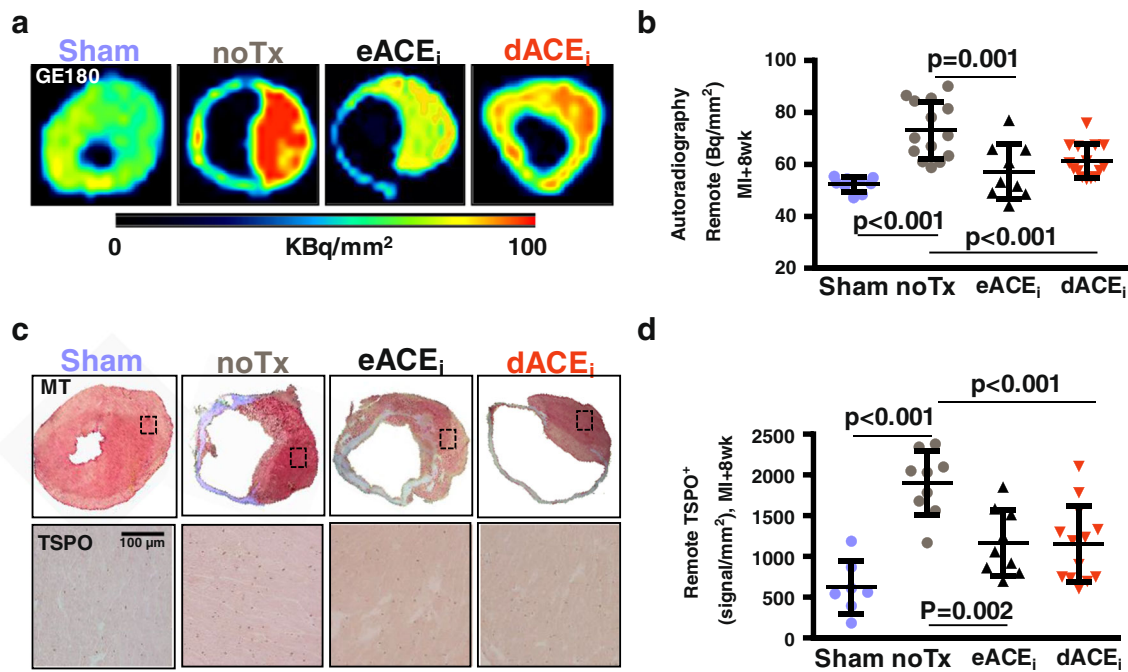 a
Sham noTx eACEi dACEi
GE180
0 KBq/mm² 100
b
Autoradiography
Remote (Bq/mm²)
MI+8wk
100
80
60
40
20
p=0.001
p<0.001
p<0.001
Sham noTx eACEi dACEi
c
Sham noTx eACEi dACEi
MT
TSPO
100 µm
d
Remote TSPO⁺
(signal/mm²), MI+8wk
2500
2000
1500
1000
500
0
p<0.001
p<0.001
P=0.002
Sham noTx eACEi dACEi